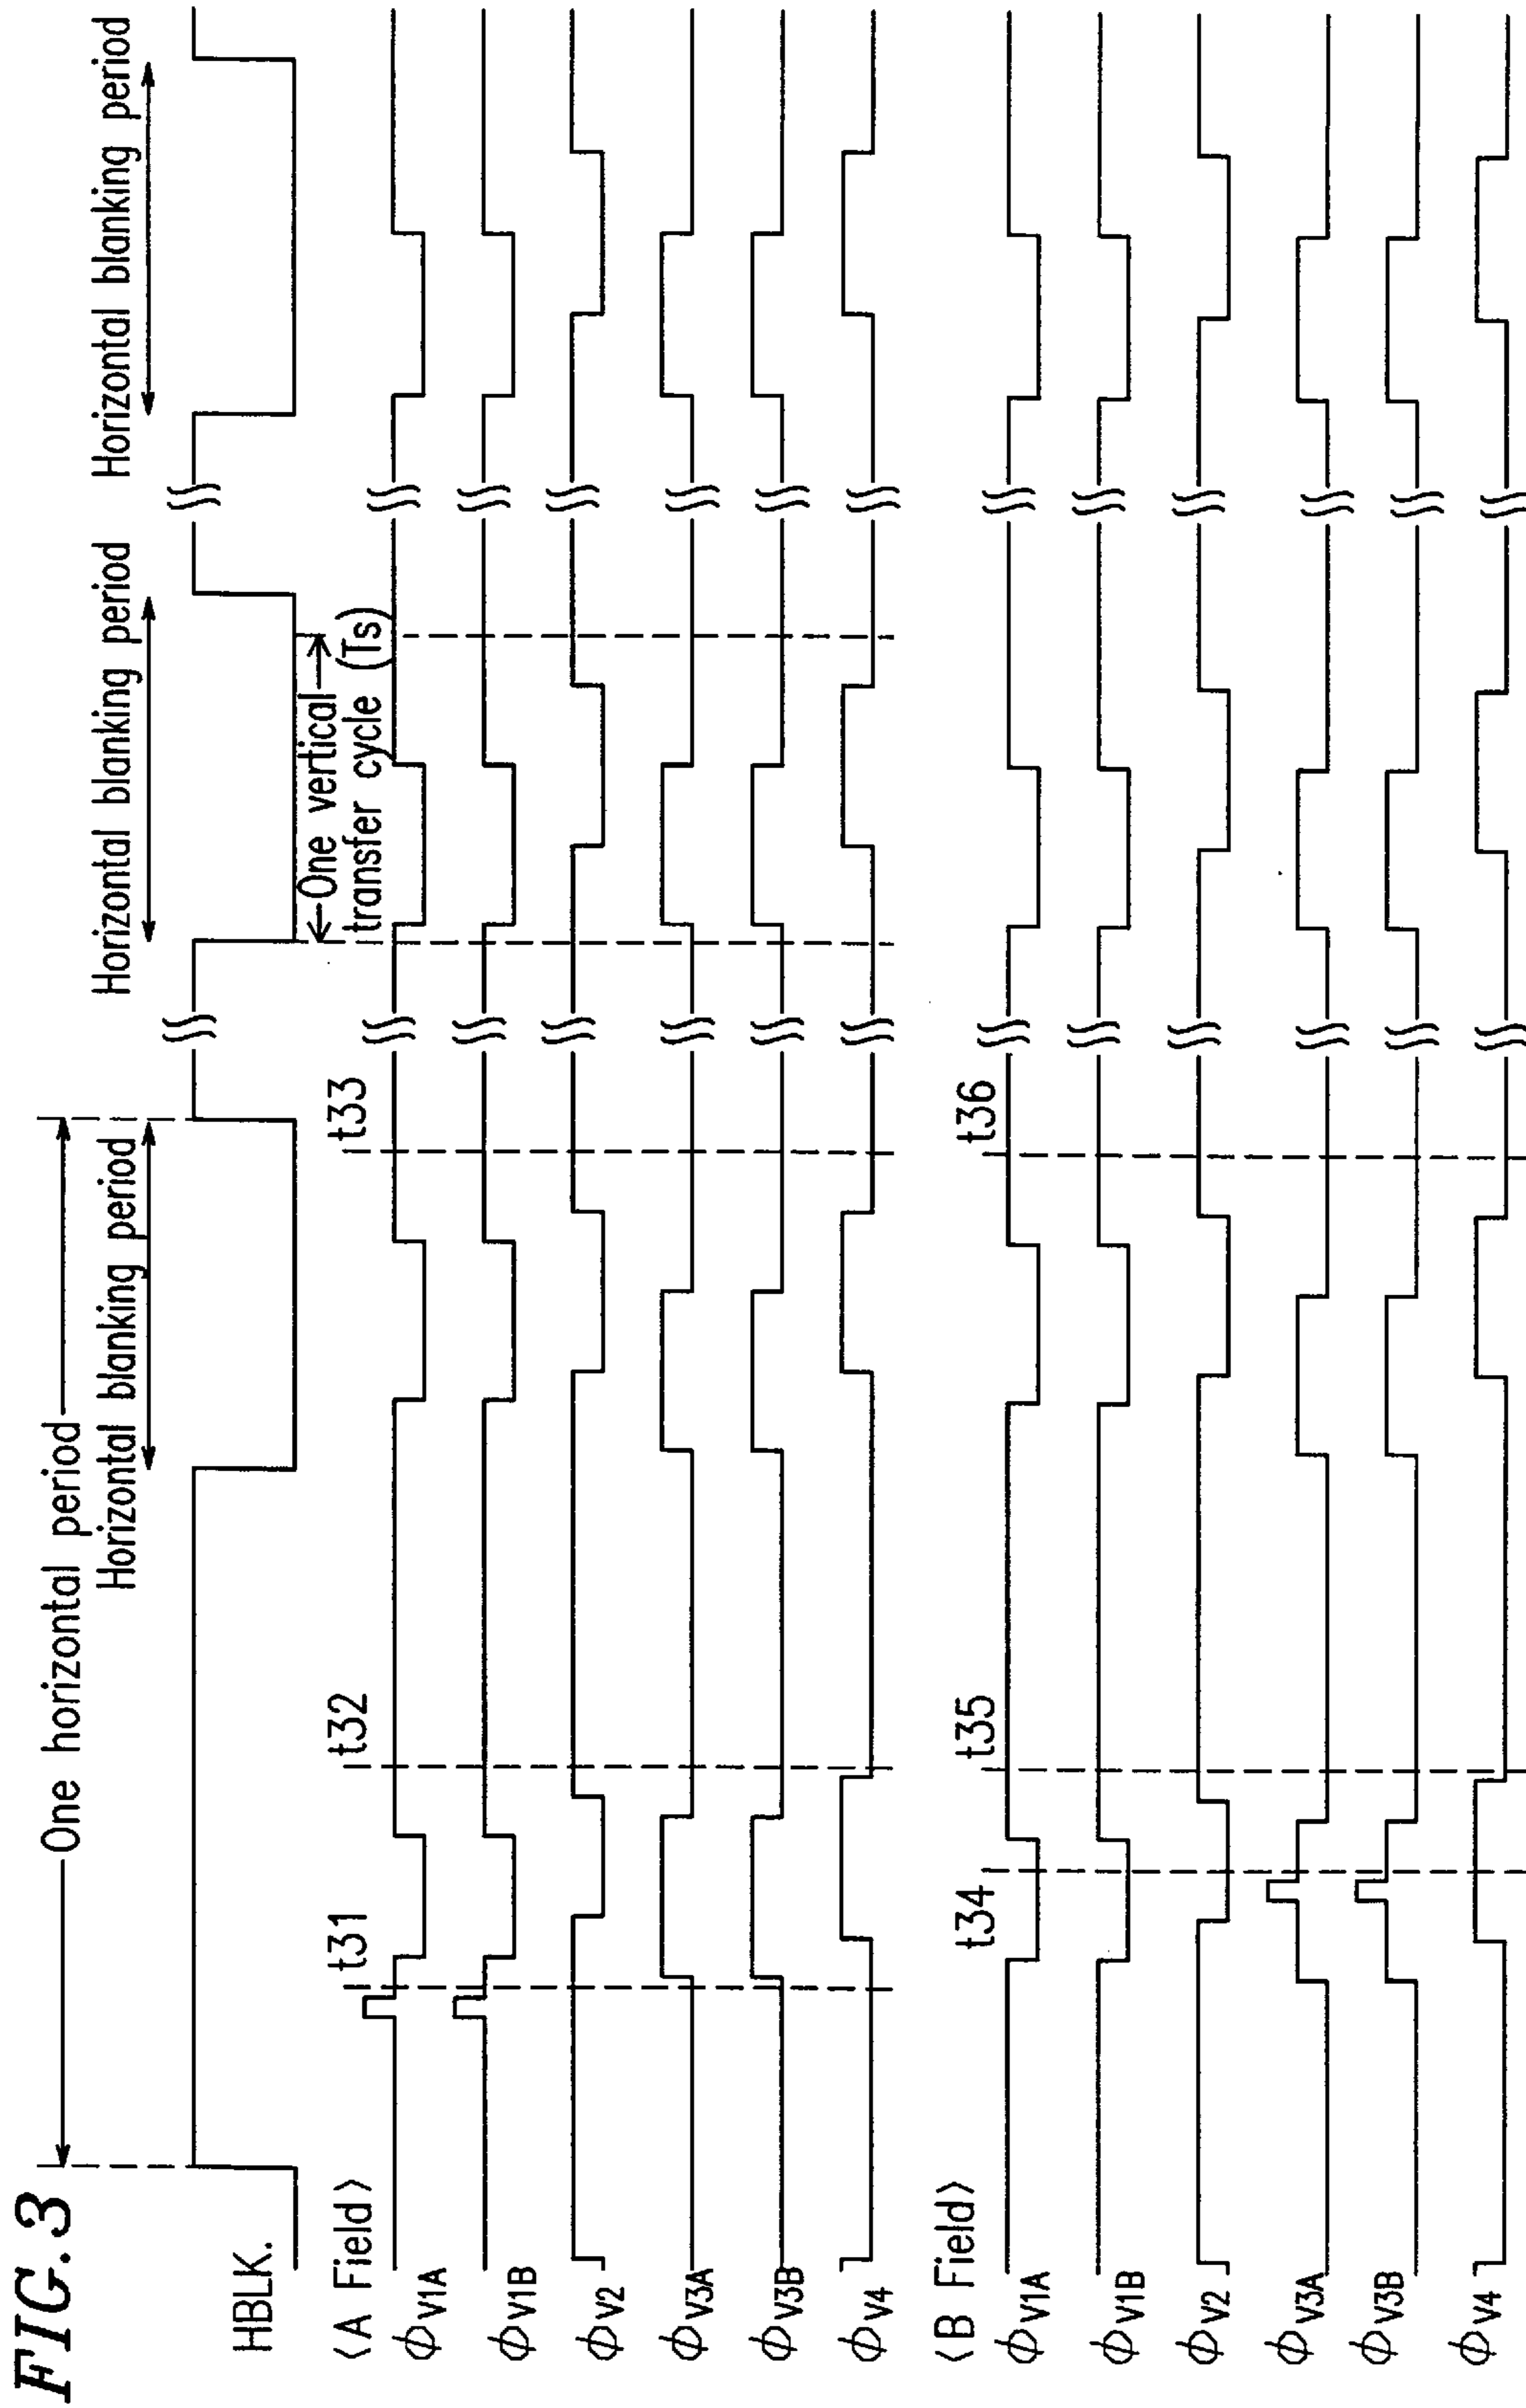 FIG.3
One horizontal period
Horizontal blanking period
Horizontal blanking period
Horizontal blanking period
HBLK.
One vertical
transfer cycle (Ts)
〈A Field〉
t31
t32
t33
ΦV1A
ΦV1B
ΦV2
ΦV3A
ΦV3B
ΦV4
〈B Field〉
t34
t35
t36
ΦV1A
ΦV1B
ΦV2
ΦV3A
ΦV3B
ΦV4